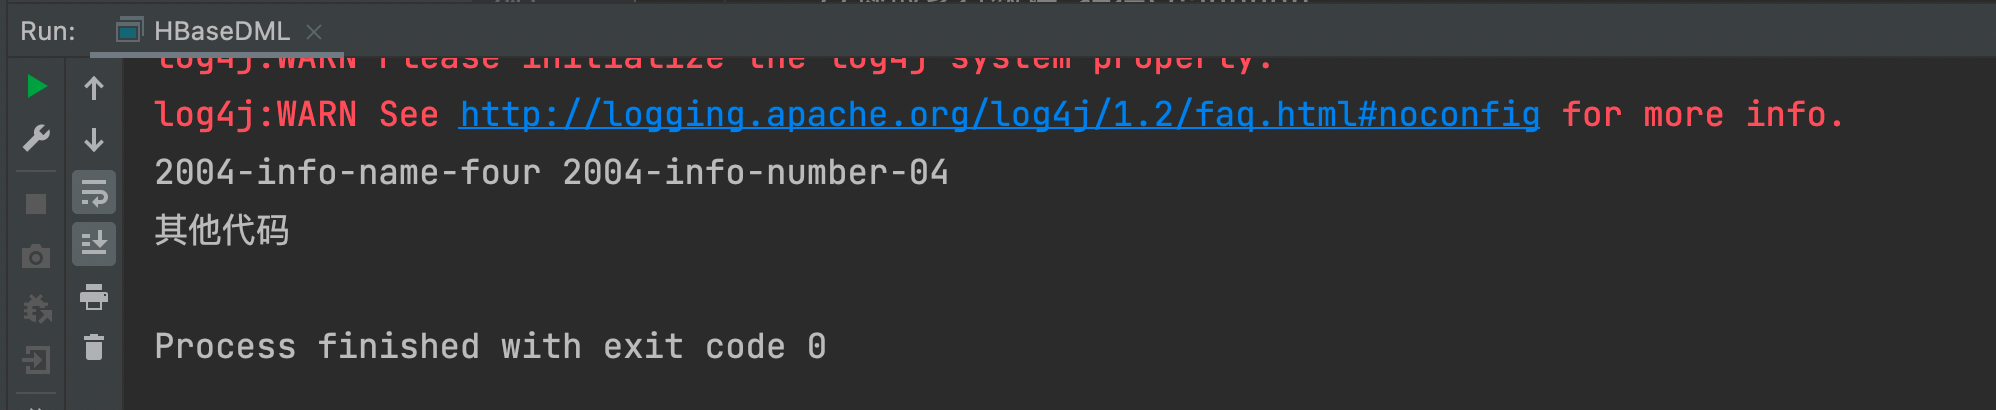 Run: HBaseDML
log4j:WARN Please initialize the log4j system properly.
log4j:WARN See http://logging.apache.org/log4j/1.2/faq.html#noconfig for more info.
2004-info-name-four 2004-info-number-04
其他代码
Process finished with exit code 0